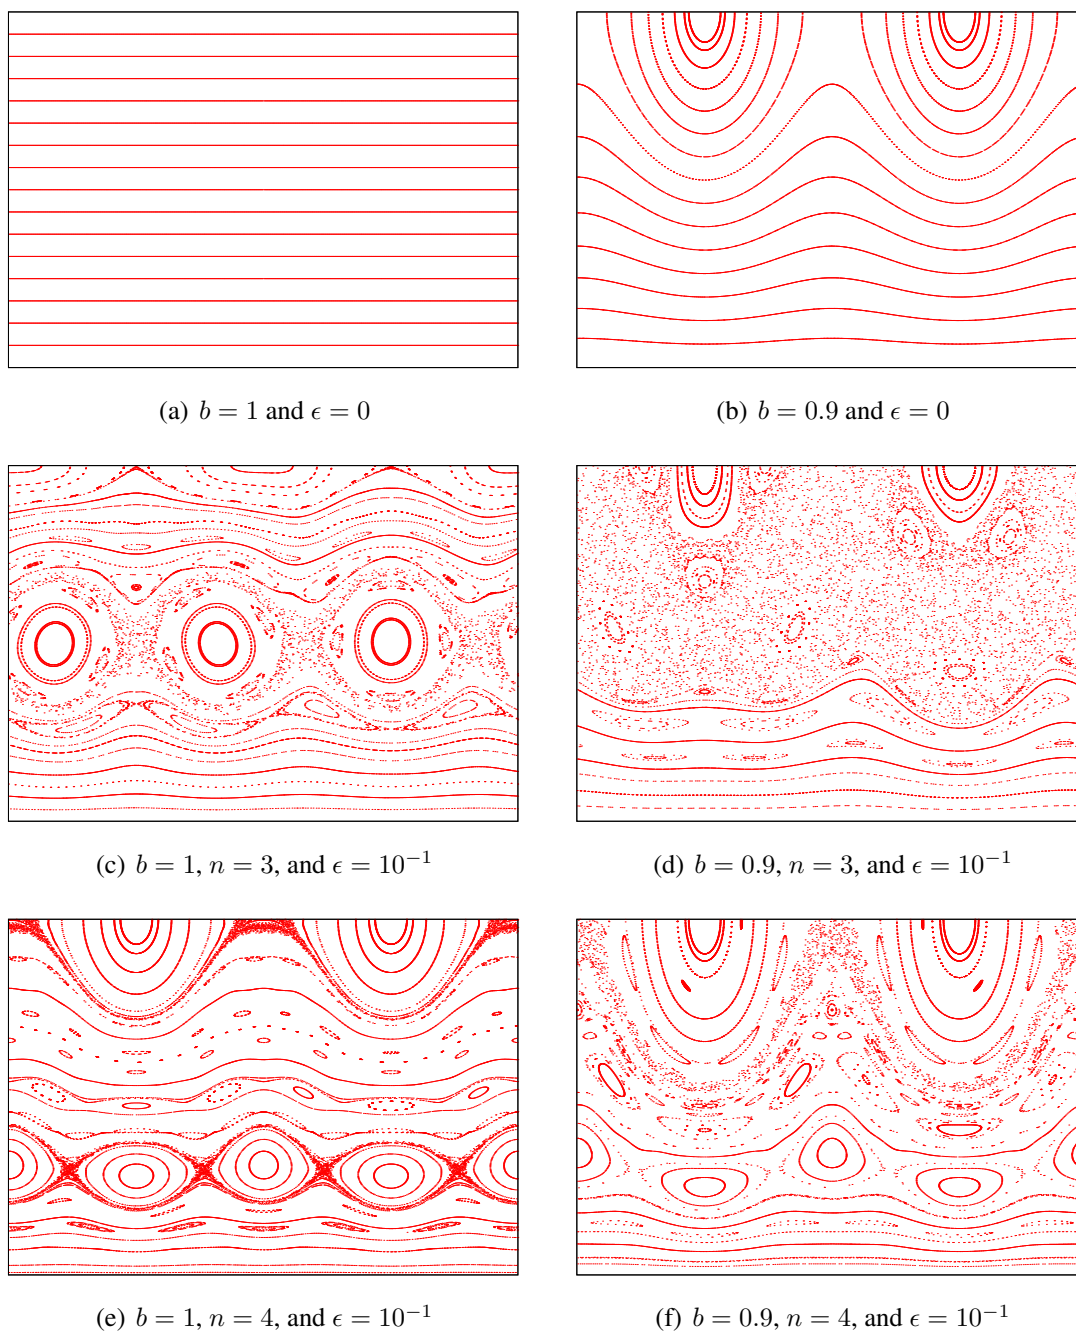 (a) b = 1 and ϵ = 0
(b) b = 0.9 and ϵ = 0
(c) b = 1, n = 3, and ϵ = 10⁻¹
(d) b = 0.9, n = 3, and ϵ = 10⁻¹
(e) b = 1, n = 4, and ϵ = 10⁻¹
(f) b = 0.9, n = 4, and ϵ = 10⁻¹